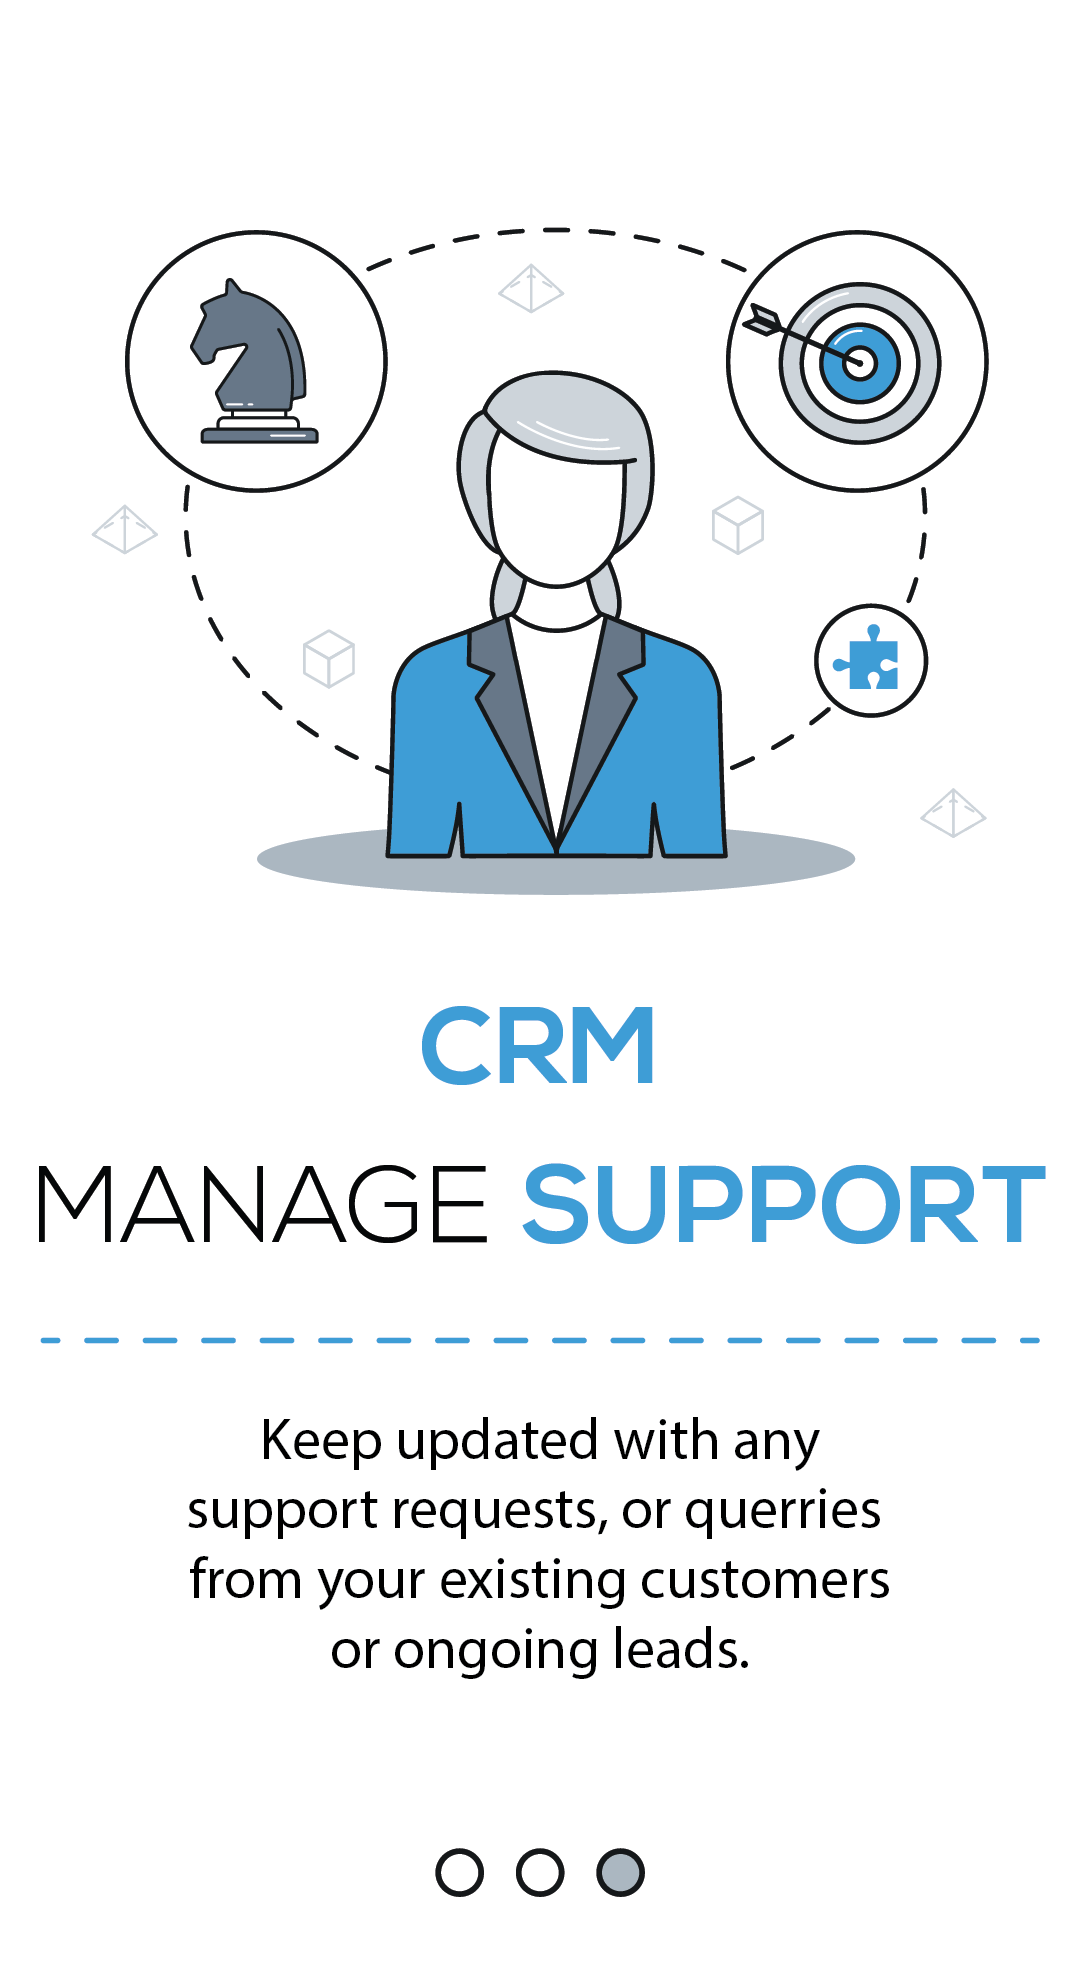 CRM
MANAGE SUPPORT
Keep updated with any
support requests, or querries
from your existing customers
or ongoing leads.